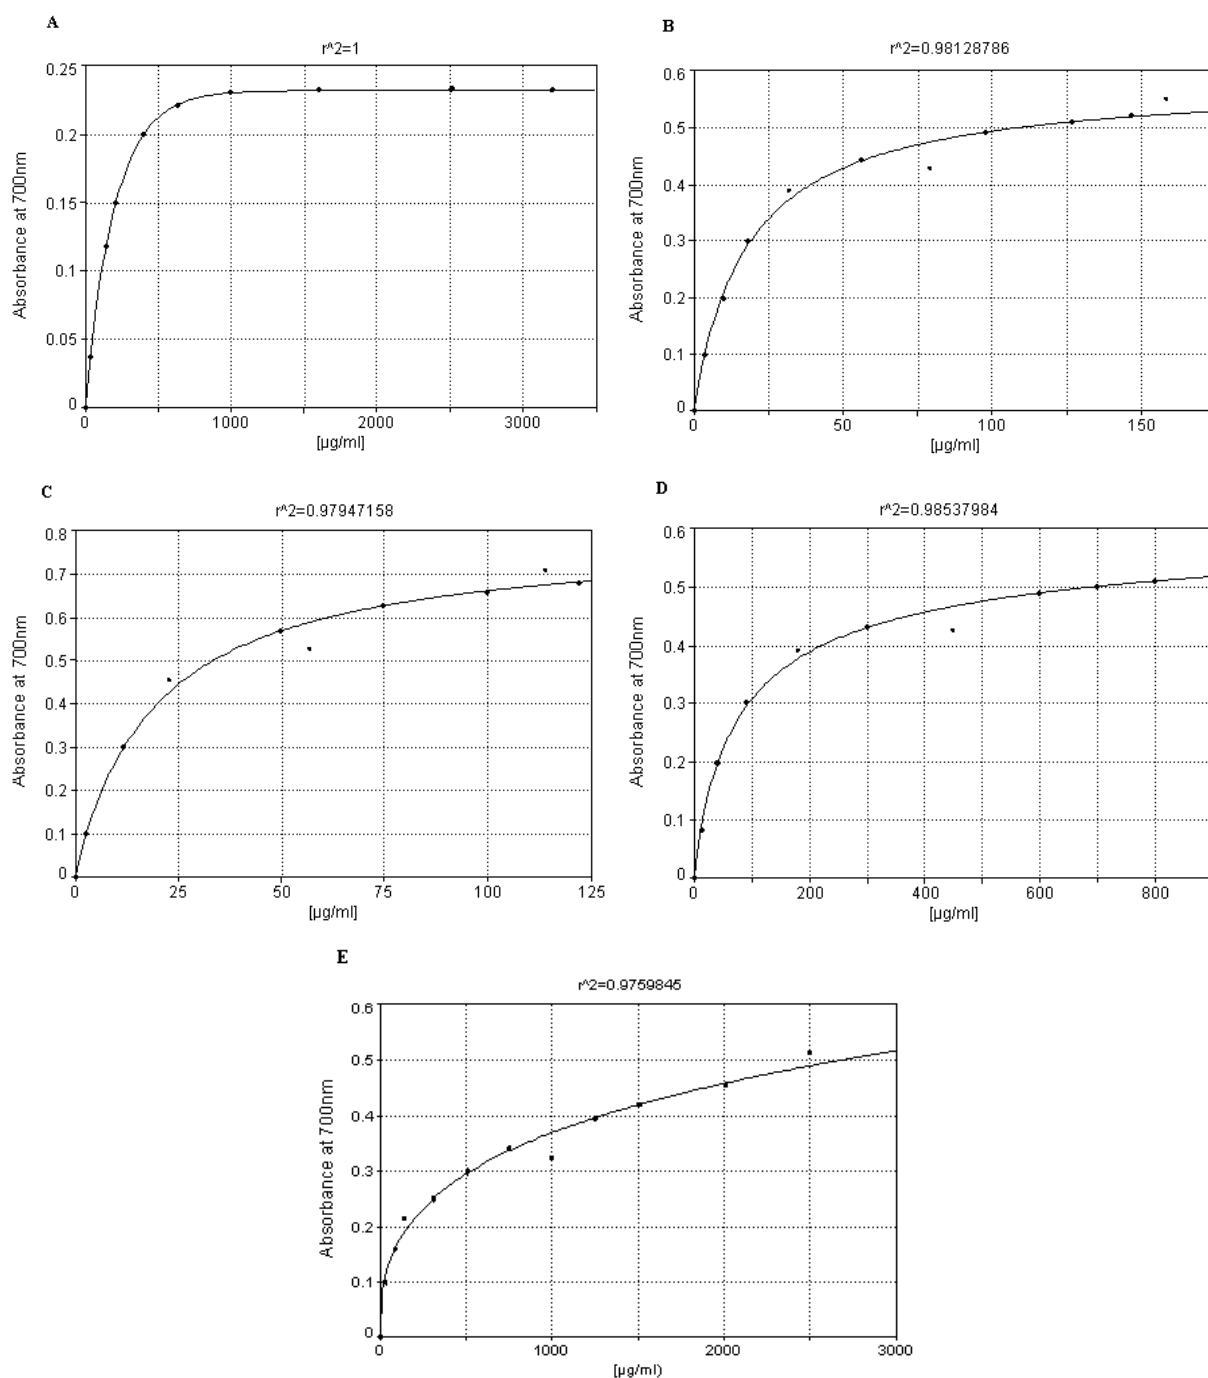 A
r^2=1
0.25
0.2
0.15
0.1
0.05
0
Absorbance at 700nm
0 1000 2000 3000
[µg/ml]
B
r^2=0.98128786
0.6
0.5
0.4
0.3
0.2
0.1
0
Absorbance at 700nm
0 50 100 150
[µg/ml]
C
r^2=0.97947158
0.8
0.7
0.6
0.5
0.4
0.3
0.2
0.1
0
Absorbance at 700nm
0 25 50 75 100 125
[µg/ml]
D
r^2=0.98537984
0.6
0.5
0.4
0.3
0.2
0.1
0
Absorbance at 700nm
0 200 400 600 800
[µg/ml]
E
r^2=0.9759845
0.6
0.5
0.4
0.3
0.2
0.1
0
Absorbance at 700nm
0 1000 2000 3000
[µg/ml)